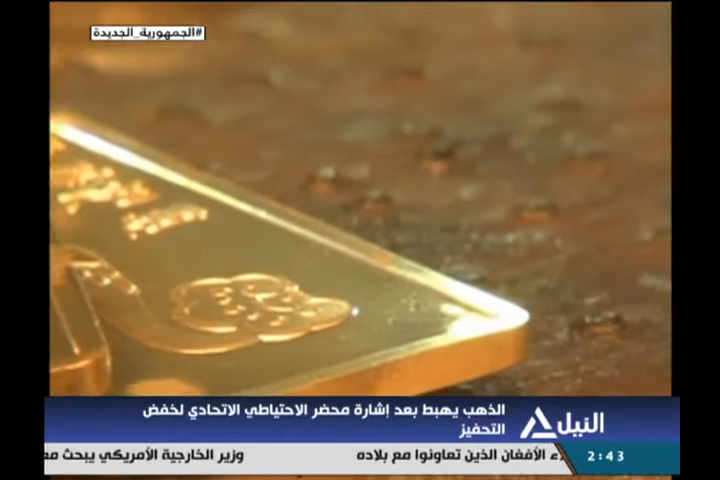 #الجمهورية_الجديدة
الذهب يهبط بعد إشارة محضر الاحتياطي الاتحادي لخفض
التحفيز
النيل
الأفغان الذين تعاونوا مع بلاده
وزير الخارجية الأمريكي يبحث
2:43